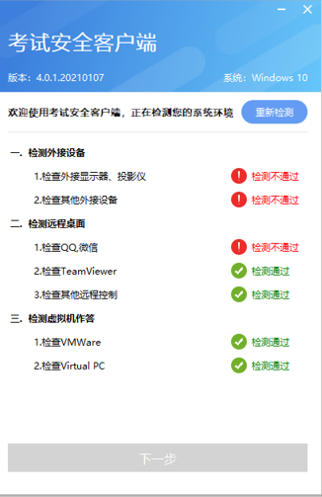 考试安全客户端
版本：4.0.1.20210107 系统：Windows 10
欢迎使用考试安全客户端，正在检测您的系统环境 重新检测
一. 检测外接设备
1.检查外接显示器、投影仪 检测不通过
2.检查其他外接设备 检测不通过
二. 检测远程桌面
1.检查QQ,微信 检测不通过
2.检查TeamViewer 检测通过
3.检查其他远程控制 检测通过
三. 检测虚拟机作答
1.检查VMWare 检测通过
2.检查Virtual PC 检测通过
下一步